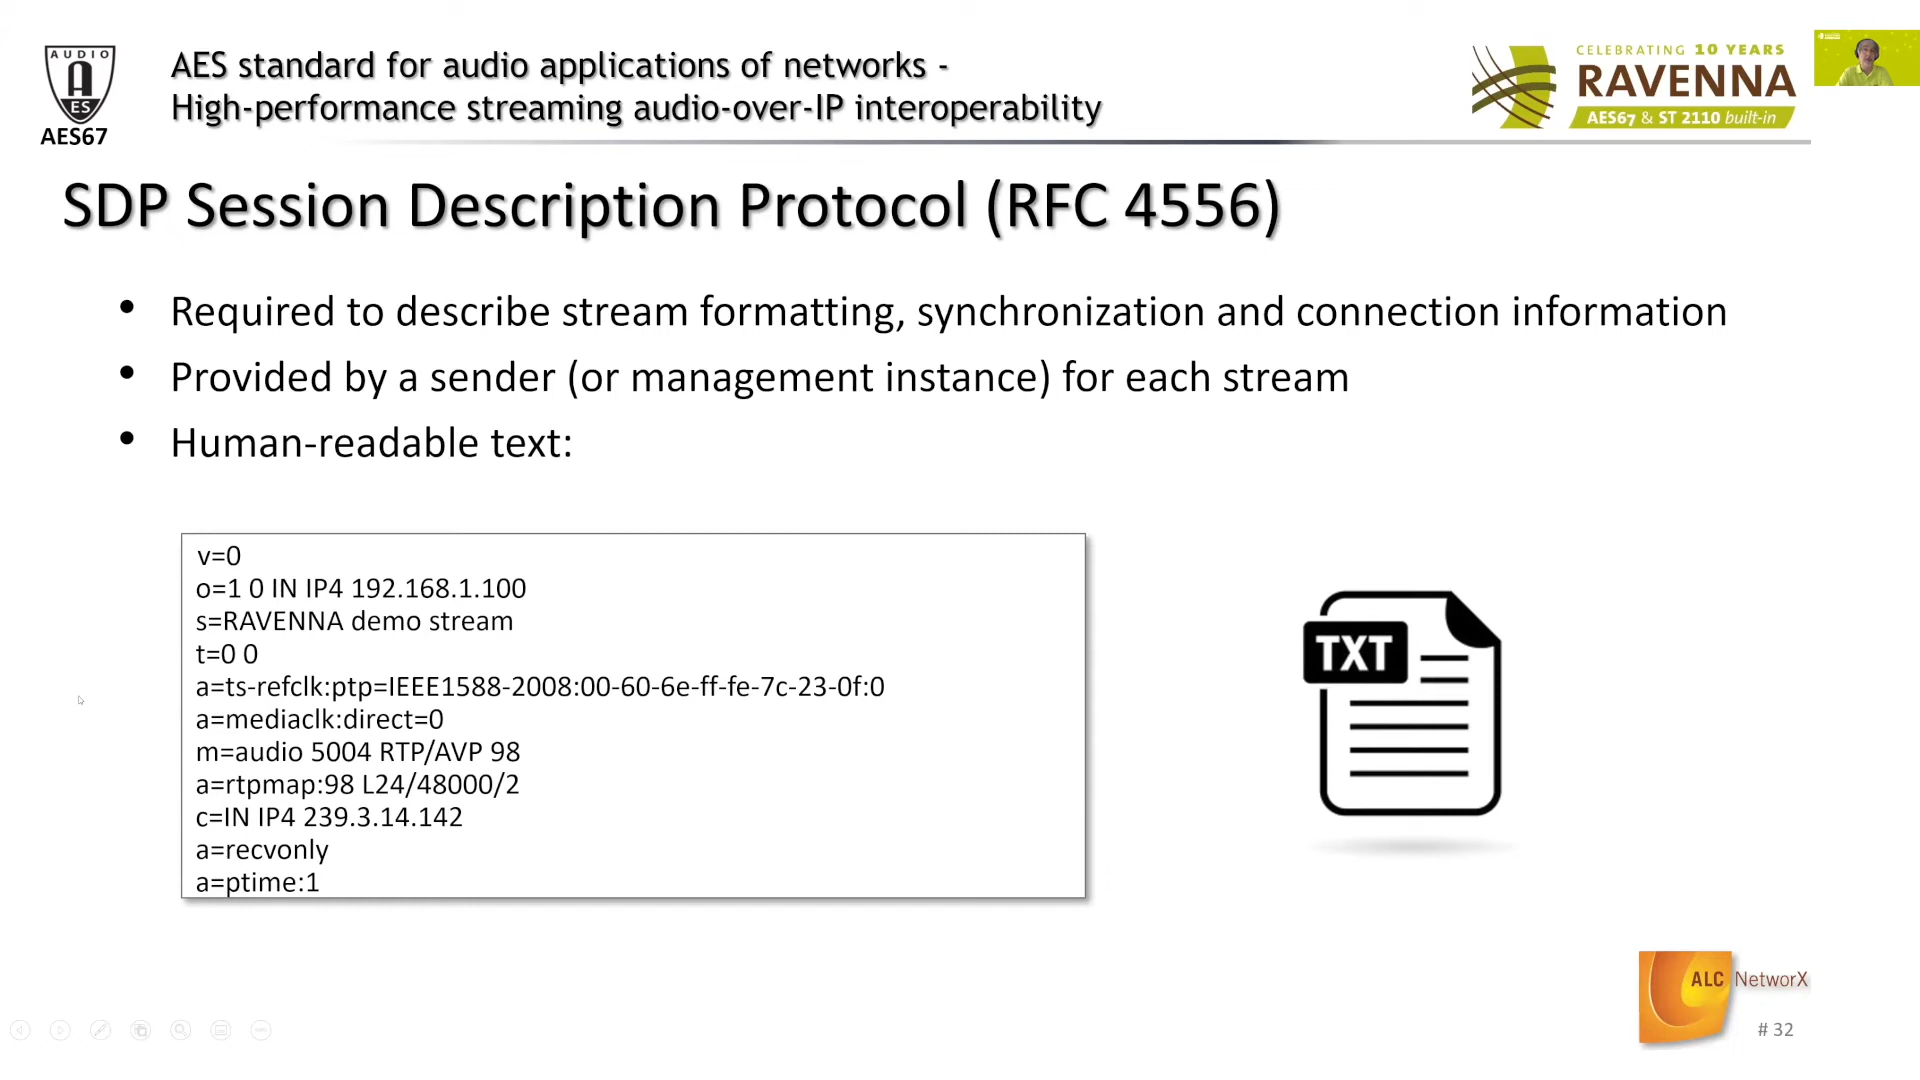 AUDIO
AES
AES67
AES standard for audio applications of networks -
High-performance streaming audio-over-IP interoperability
CELEBRATING 10 YEARS
RAVENNA
AES67 & ST 2110 built-in
SDP Session Description Protocol (RFC 4556)
• Required to describe stream formatting, synchronization and connection information
• Provided by a sender (or management instance) for each stream
• Human-readable text:
v=0
o=1 0 IN IP4 192.168.1.100
s=RAVENNA demo stream
t=0 0
a=ts-refclk:ptp=IEEE1588-2008:00-60-6e-ff-fe-7c-23-0f:0
a=mediaclk:direct=0
m=audio 5004 RTP/AVP 98
a=rtpmap:98 L24/48000/2
c=IN IP4 239.3.14.142
a=recvonly
a=ptime:1
TXT
ALC NetworX
# 32